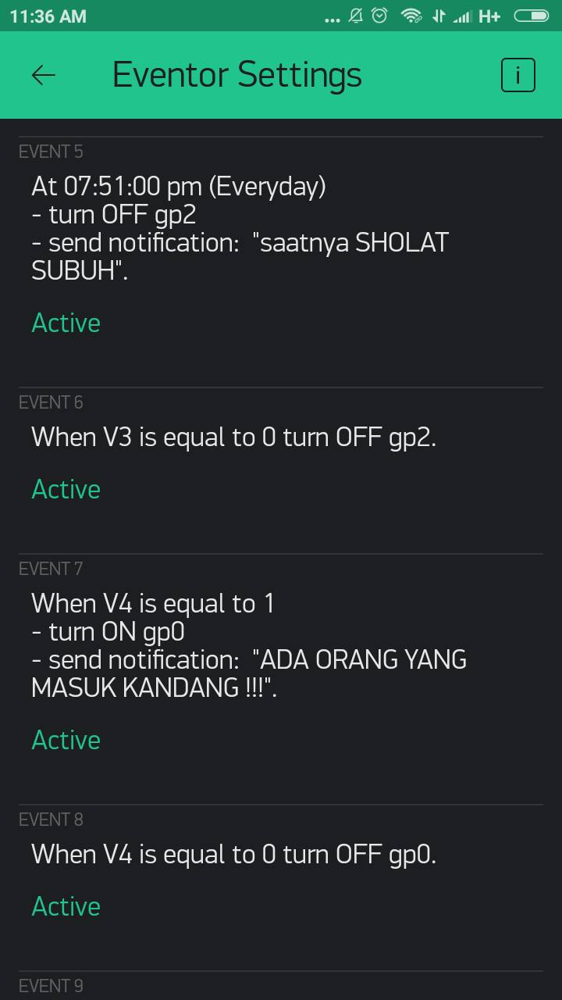 11:36 AM
... H+
Eventor Settings
i
EVENT 5
At 07:51:00 pm (Everyday)
- turn OFF gp2
- send notification:  "saatnya SHOLAT
SUBUH".
Active
EVENT 6
When V3 is equal to 0 turn OFF gp2.
Active
EVENT 7
When V4 is equal to 1
- turn ON gp0
- send notification:  "ADA ORANG YANG
MASUK KANDANG !!!".
Active
EVENT 8
When V4 is equal to 0 turn OFF gp0.
Active
EVENT 9